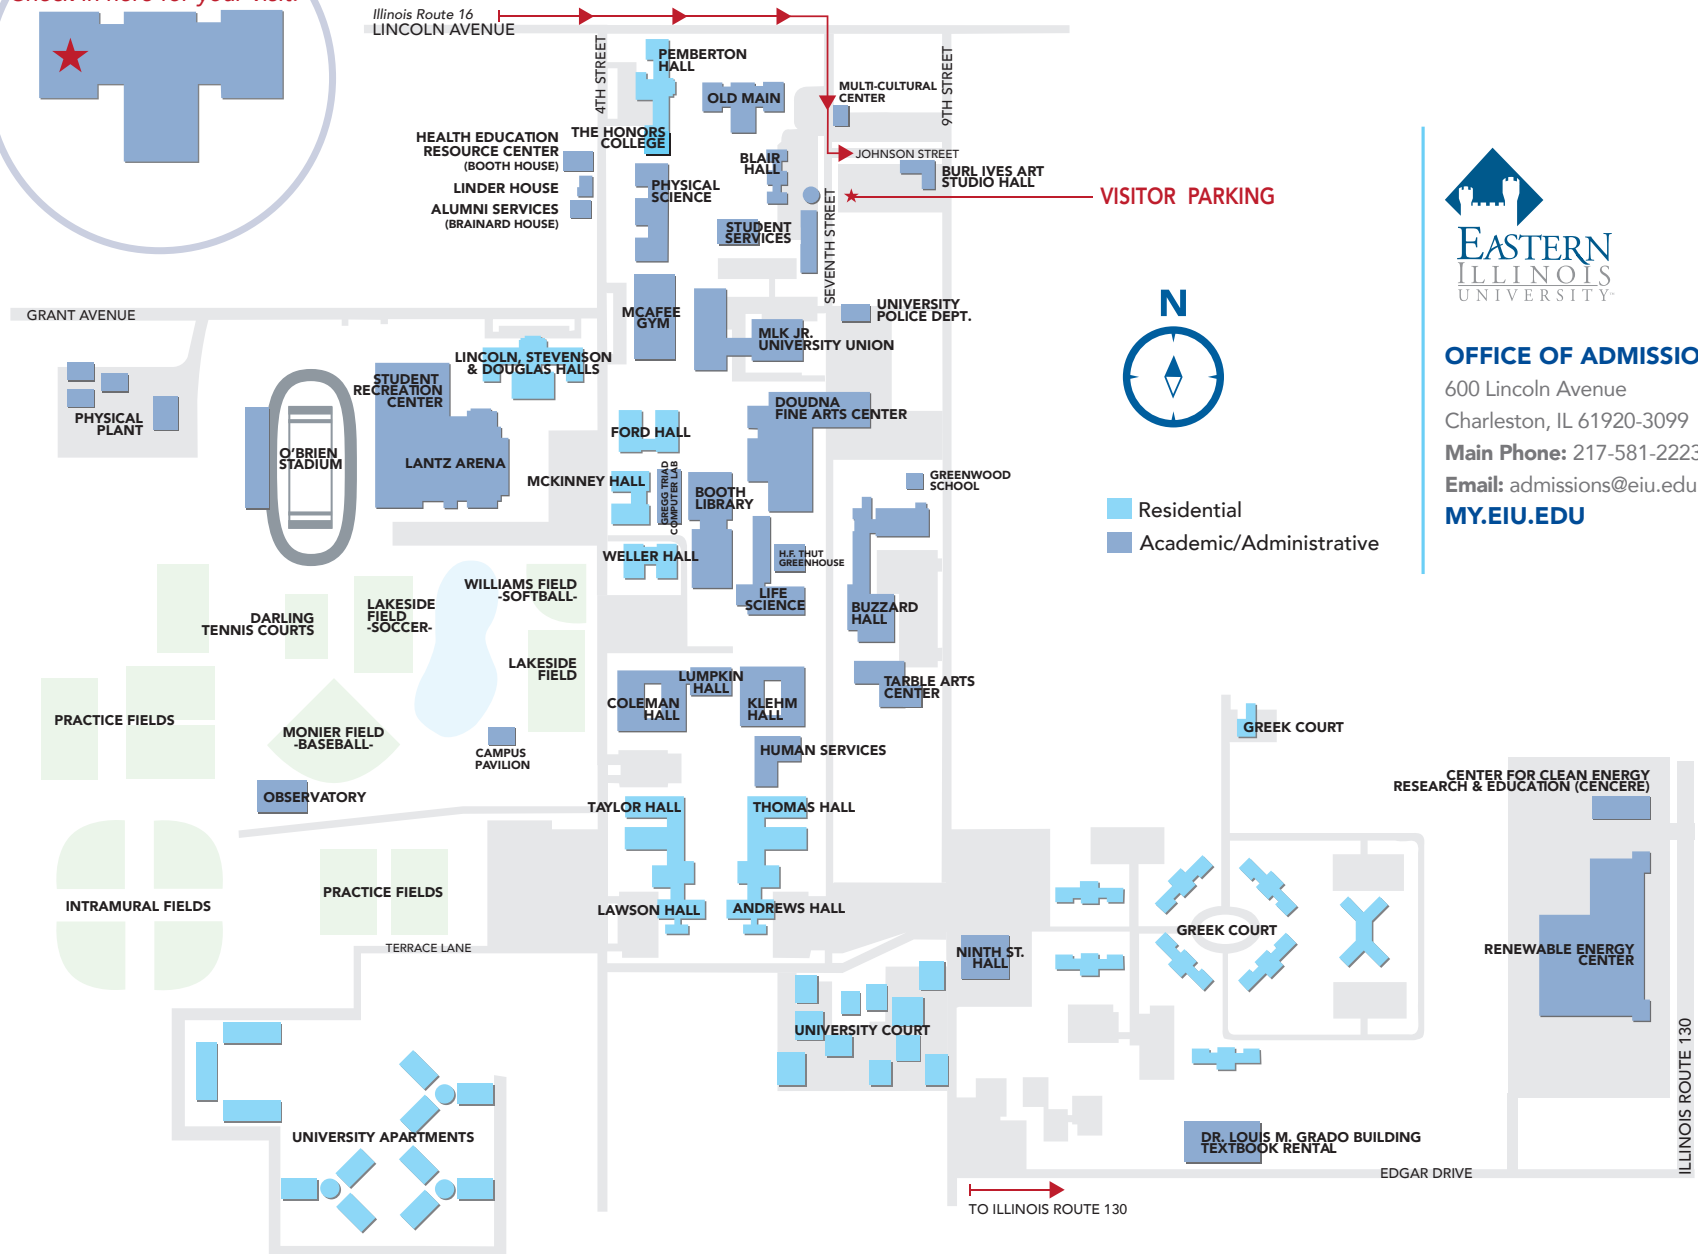 Check in here for your visit!
Illinois Route 16
LINCOLN AVENUE
4TH STREET
9TH STREET
SEVENTH STREET
PEMBERTON
HALL
OLD MAIN
MULTI-CULTURAL
CENTER
THE HONORS
COLLEGE
HEALTH EDUCATION
RESOURCE CENTER
(BOOTH HOUSE)
LINDER HOUSE
ALUMNI SERVICES
(BRAINARD HOUSE)
BLAIR
HALL
JOHNSON STREET
BURL IVES ART
STUDIO HALL
PHYSICAL
SCIENCE
VISITOR PARKING
STUDENT
SERVICES
EASTERN
ILLINOIS
UNIVERSITY
GRANT AVENUE
MCAFEE
GYM
UNIVERSITY
POLICE DEPT.
MLK JR.
UNIVERSITY UNION
N
LINCOLN, STEVENSON
& DOUGLAS HALLS
STUDENT
RECREATION
CENTER
OFFICE OF ADMISSIO
600 Lincoln Avenue
Charleston, IL 61920-3099
Main Phone: 217-581-2223
Email: admissions@eiu.edu
MY.EIU.EDU
PHYSICAL
PLANT
O'BRIEN
STADIUM
LANTZ ARENA
FORD HALL
DOUDNA
FINE ARTS CENTER
MCKINNEY HALL
GREGG TRIAD
COMPUTER LAB
BOOTH
LIBRARY
GREENWOOD
SCHOOL
Residential
Academic/Administrative
WELLER HALL
H.F. THUT
GREENHOUSE
LIFE
SCIENCE
BUZZARD
HALL
WILLIAMS FIELD
-SOFTBALL-
DARLING
TENNIS COURTS
LAKESIDE
FIELD
-SOCCER-
LAKESIDE
FIELD
LUMPKIN
HALL
COLEMAN
HALL
KLEHM
HALL
TARBLE ARTS
CENTER
PRACTICE FIELDS
MONIER FIELD
-BASEBALL-
CAMPUS
PAVILION
HUMAN SERVICES
GREEK COURT
OBSERVATORY
TAYLOR HALL
THOMAS HALL
CENTER FOR CLEAN ENERGY
RESEARCH & EDUCATION (CENCERE)
INTRAMURAL FIELDS
PRACTICE FIELDS
LAWSON HALL
ANDREWS HALL
TERRACE LANE
NINTH ST.
HALL
GREEK COURT
RENEWABLE ENERGY
CENTER
UNIVERSITY COURT
UNIVERSITY APARTMENTS
DR. LOUIS M. GRADO BUILDING
TEXTBOOK RENTAL
EDGAR DRIVE
ILLINOIS ROUTE 130
TO ILLINOIS ROUTE 130